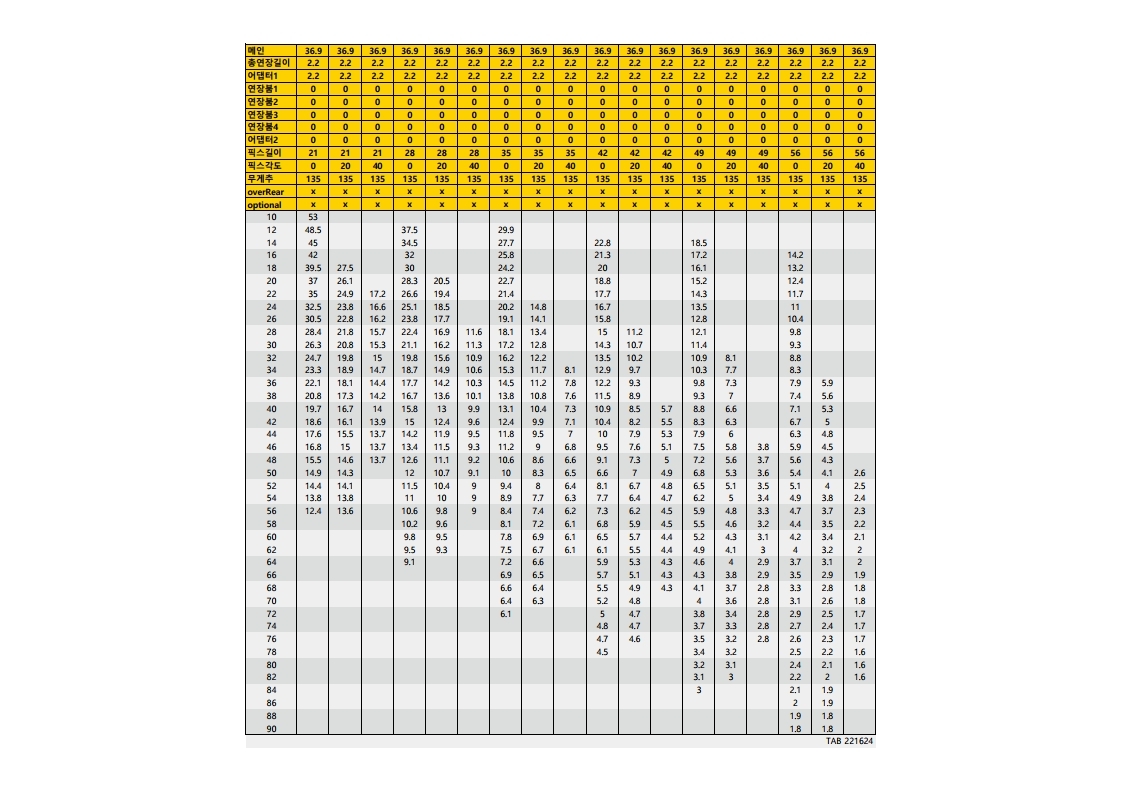 메인 36.9 36.9 36.9 36.9 36.9 36.9 36.9 36.9 36.9 36.9 36.9 36.9 36.9 36.9 36.9 36.9 36.9 36.9
총연장길이 2.2 2.2 2.2 2.2 2.2 2.2 2.2 2.2 2.2 2.2 2.2 2.2 2.2 2.2 2.2 2.2 2.2 2.2
어댑터1 2.2 2.2 2.2 2.2 2.2 2.2 2.2 2.2 2.2 2.2 2.2 2.2 2.2 2.2 2.2 2.2 2.2 2.2
연장붐1 0 0 0 0 0 0 0 0 0 0 0 0 0 0 0 0 0 0
연장붐2 0 0 0 0 0 0 0 0 0 0 0 0 0 0 0 0 0 0
연장붐3 0 0 0 0 0 0 0 0 0 0 0 0 0 0 0 0 0 0
연장붐4 0 0 0 0 0 0 0 0 0 0 0 0 0 0 0 0 0 0
어댑터2 0 0 0 0 0 0 0 0 0 0 0 0 0 0 0 0 0 0
픽스길이 21 21 21 28 28 28 35 35 35 42 42 42 49 49 49 56 56 56
픽스각도 0 20 40 0 20 40 0 20 40 0 20 40 0 20 40 0 20 40
무게추 135 135 135 135 135 135 135 135 135 135 135 135 135 135 135 135 135 135
overRear x x x x x x x x x x x x x x x x x x
optional x x x x x x x x x x x x x x x x x x
10 53
12 48.5 37.5 29.9
14 45 34.5 27.7 22.8 18.5
16 42 32 25.8 21.3 17.2 14.2
18 39.5 27.5 30 24.2 20 16.1 13.2
20 37 26.1 28.3 20.5 22.7 18.8 15.2 12.4
22 35 24.9 17.2 26.6 19.4 21.4 17.7 14.3 11.7
24 32.5 23.8 16.6 25.1 18.5 20.2 14.8 16.7 13.5 11
26 30.5 22.8 16.2 23.8 17.7 19.1 14.1 15.8 12.8 10.4
28 28.4 21.8 15.7 22.4 16.9 11.6 18.1 13.4 15 11.2 12.1 9.8
30 26.3 20.8 15.3 21.1 16.2 11.3 17.2 12.8 14.3 10.7 11.4 9.3
32 24.7 19.8 15 19.8 15.6 10.9 16.2 12.2 13.5 10.2 10.9 8.1 8.8
34 23.3 18.9 14.7 18.7 14.9 10.6 15.3 11.7 8.1 12.9 9.7 10.3 7.7 8.3
36 22.1 18.1 14.4 17.7 14.2 10.3 14.5 11.2 7.8 12.2 9.3 9.8 7.3 7.9 5.9
38 20.8 17.3 14.2 16.7 13.6 10.1 13.8 10.8 7.6 11.5 8.9 9.3 7 7.4 5.6
40 19.7 16.7 14 15.8 13 9.9 13.1 10.4 7.3 10.9 8.5 5.7 8.8 6.6 7.1 5.3
42 18.6 16.1 13.9 15 12.4 9.6 12.4 9.9 7.1 10.4 8.2 5.5 8.3 6.3 6.7 5
44 17.6 15.5 13.7 14.2 11.9 9.5 11.8 9.5 7 10 7.9 5.3 7.9 6 6.3 4.8
46 16.8 15 13.7 13.4 11.5 9.3 11.2 9 6.8 9.5 7.6 5.1 7.5 5.8 3.8 5.9 4.5
48 15.5 14.6 13.7 12.6 11.1 9.2 10.6 8.6 6.6 9.1 7.3 5 7.2 5.6 3.7 5.6 4.3
50 14.9 14.3 12 10.7 9.1 10 8.3 6.5 6.6 7 4.9 6.8 5.3 3.6 5.4 4.1 2.6
52 14.4 14.1 11.5 10.4 9 9.4 8 6.4 8.1 6.7 4.8 6.5 5.1 3.5 5.1 4 2.5
54 13.8 13.8 11 10 9 8.9 7.7 6.3 7.7 6.4 4.7 6.2 5 3.4 4.9 3.8 2.4
56 12.4 13.6 10.6 9.8 9 8.4 7.4 6.2 7.3 6.2 4.5 5.9 4.8 3.3 4.7 3.7 2.3
58 10.2 9.6 8.1 7.2 6.1 6.8 5.9 4.5 5.5 4.6 3.2 4.4 3.5 2.2
60 9.8 9.5 7.8 6.9 6.1 6.5 5.7 4.4 5.2 4.3 3.1 4.2 3.4 2.1
62 9.5 9.3 7.5 6.7 6.1 6.1 5.5 4.4 4.9 4.1 3 4 3.2 2
64 9.1 7.2 6.6 5.9 5.3 4.3 4.6 4 2.9 3.7 3.1 2
66 6.9 6.5 5.7 5.1 4.3 4.3 3.8 2.9 3.5 2.9 1.9
68 6.6 6.4 5.5 4.9 4.3 4.1 3.7 2.8 3.3 2.8 1.8
70 6.4 6.3 5.2 4.8 4 3.6 2.8 3.1 2.6 1.8
72 6.1 5 4.7 3.8 3.4 2.8 2.9 2.5 1.7
74 4.8 4.7 3.7 3.3 2.8 2.7 2.4 1.7
76 4.7 4.6 3.5 3.2 2.8 2.6 2.3 1.7
78 4.5 3.4 3.2 2.5 2.2 1.6
80 3.2 3.1 2.4 2.1 1.6
82 3.1 3 2.2 2 1.6
84 3 2.1 1.9
86 2 1.9
88 1.9 1.8
90 1.8 1.8
TAB 221624